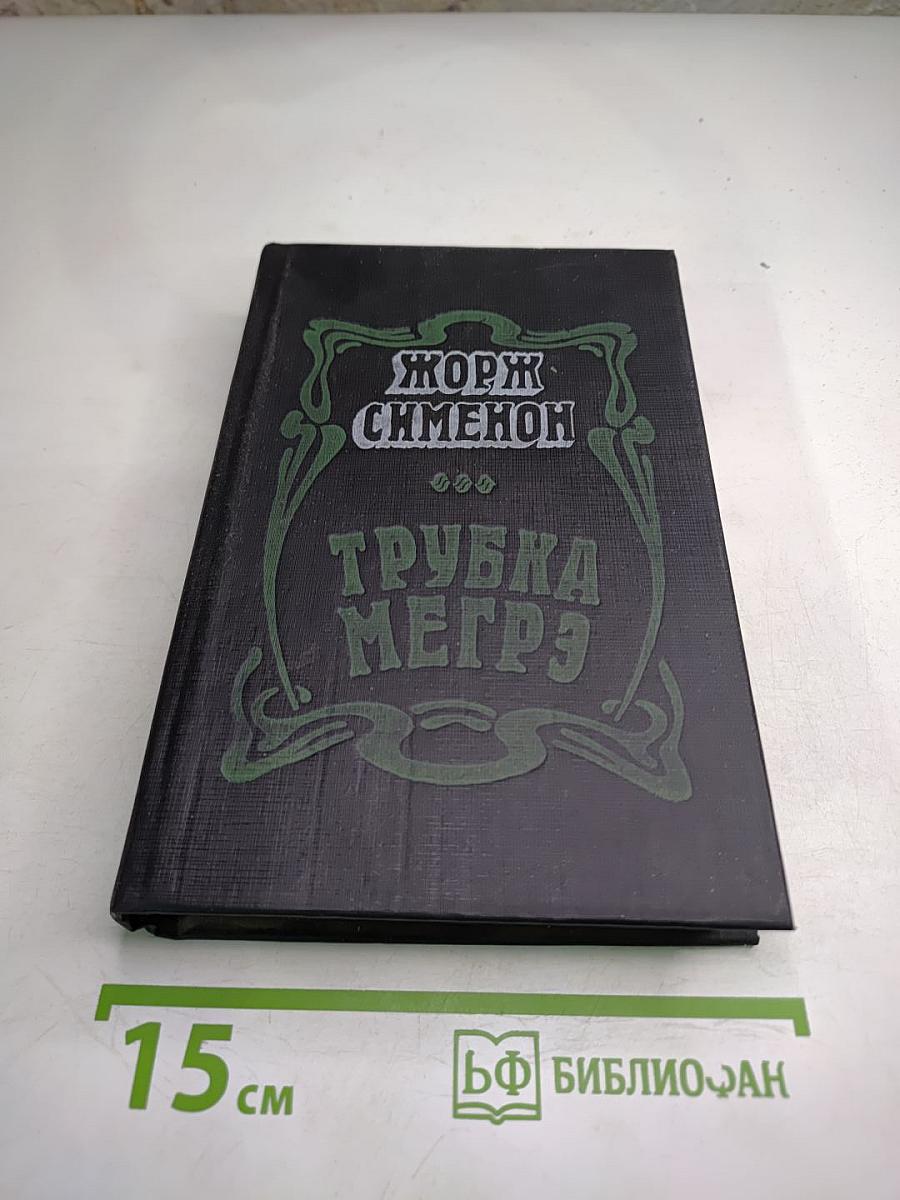 ЖОРЖ
СИМЕНОН
ТРУБКА
МЕГРЭ
15 см
БФ БИБЛИОФАН